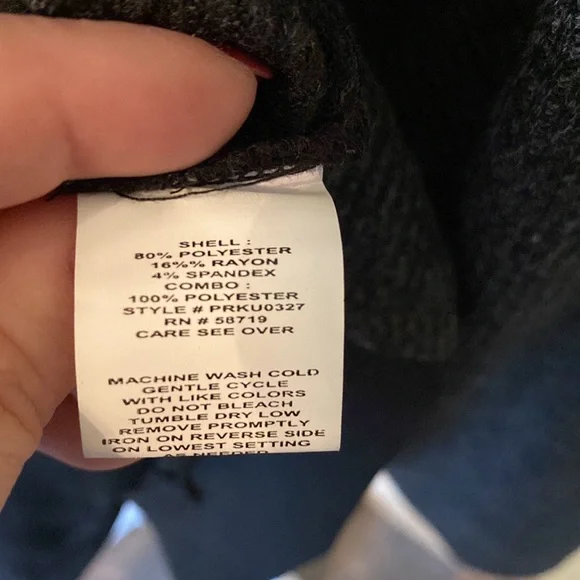 SHELL :
80% POLYESTER
16%% RAYON
4% SPANDEX
COMBO :
100% POLYESTER
STYLE # PRKU0327
RN # 58719
CARE SEE OVER
MACHINE WASH COLD
GENTLE CYCLE
WITH LIKE COLORS
DO NOT BLEACH
TUMBLE DRY LOW
REMOVE PROMPTLY
IRON ON REVERSE SIDE
ON LOWEST SETTING
AS NEEDED